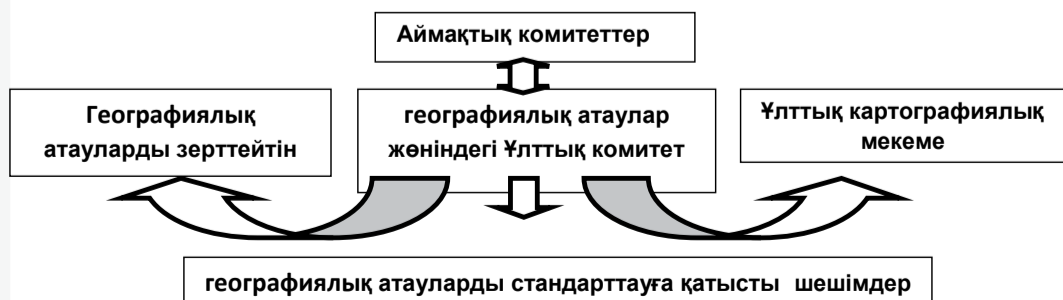 Аймақтық комитеттер
Географиялық
атауларды зерттейтін
географиялық атаулар
жөніндегі Ұлттық комитет
Ұлттық картографиялық
мекеме
географиялық атауларды стандарттауға қатысты шешімдер